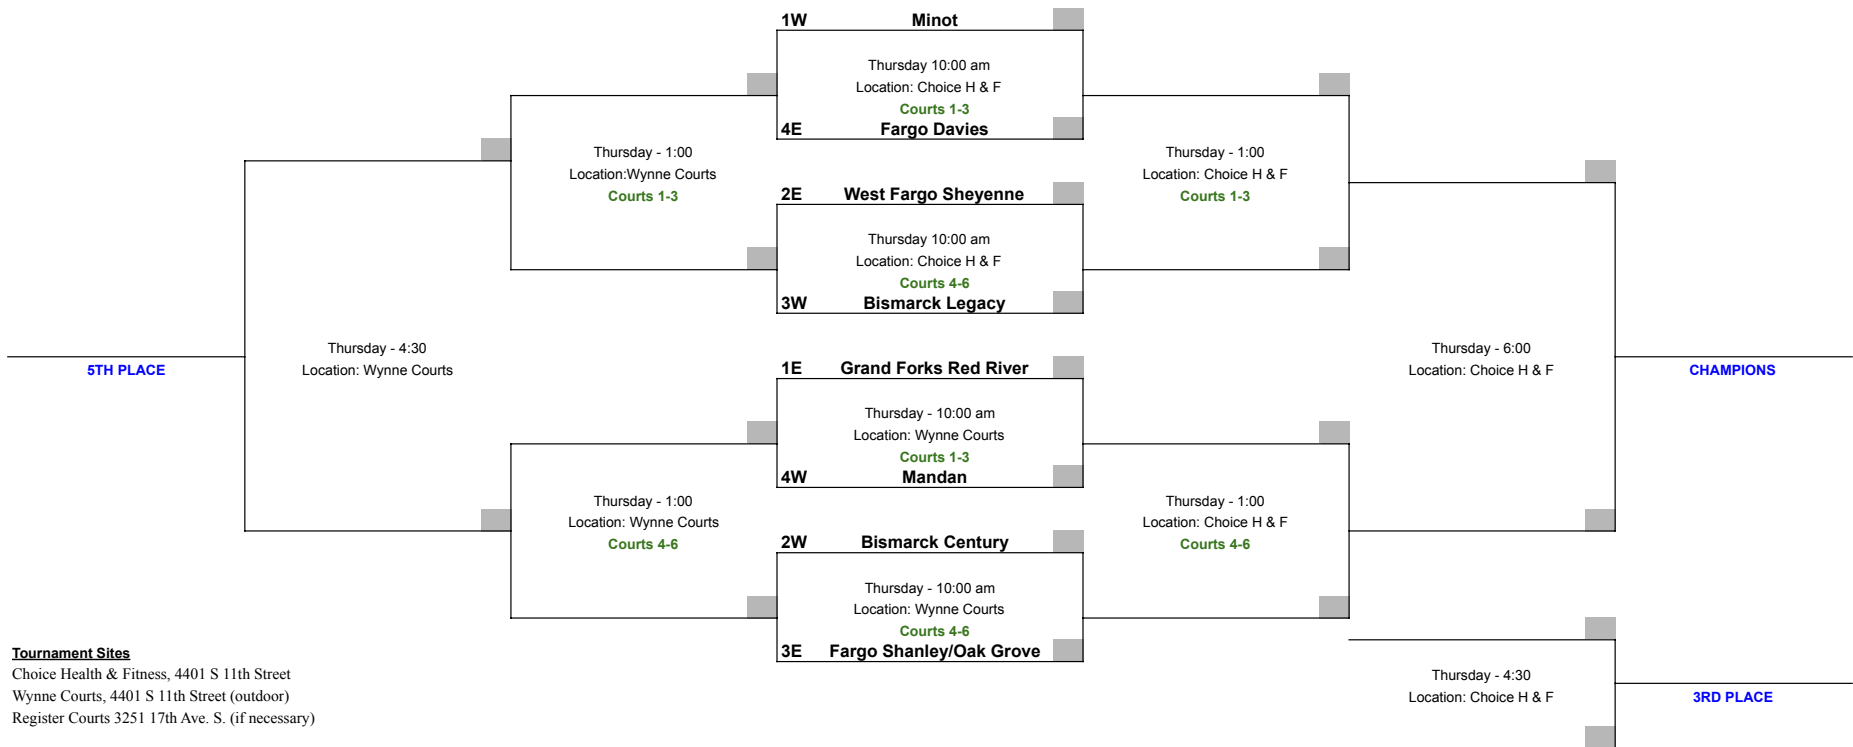 1W Minot
Thursday 10:00 am
Location: Choice H & F
Courts 1-3
4E Fargo Davies
Thursday - 1:00
Location:Wynne Courts
Courts 1-3
Thursday - 1:00
Location: Choice H & F
Courts 1-3
2E West Fargo Sheyenne
Thursday 10:00 am
Location: Choice H & F
Courts 4-6
3W Bismarck Legacy
Thursday - 4:30
Location: Wynne Courts
5TH PLACE
Thursday - 6:00
Location: Choice H & F
CHAMPIONS
1E Grand Forks Red River
Thursday - 10:00 am
Location: Wynne Courts
Courts 1-3
4W Mandan
Thursday - 1:00
Location: Wynne Courts
Courts 4-6
Thursday - 1:00
Location: Choice H & F
Courts 4-6
2W Bismarck Century
Thursday - 10:00 am
Location: Wynne Courts
Courts 4-6
3E Fargo Shanley/Oak Grove
Thursday - 4:30
Location: Choice H & F
3RD PLACE
Tournament Sites
Choice Health & Fitness, 4401 S 11th Street
Wynne Courts, 4401 S 11th Street (outdoor)
Register Courts 3251 17th Ave. S. (if necessary)